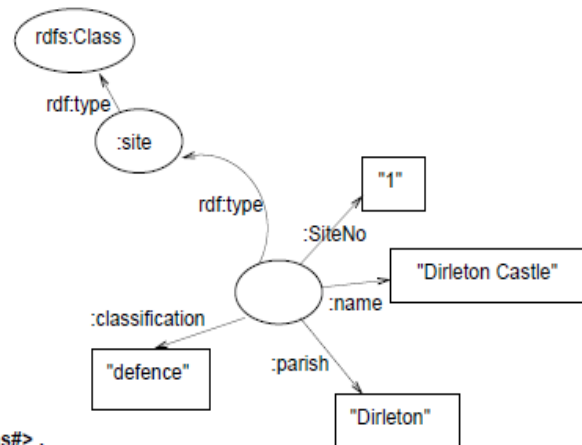 rdfs:Class
rdf:type
:site
"1"
rdf:type
:SiteNo
"Dirleton Castle"
:name
:classification
"defence"
:parish
"Dirleton"
s#> .